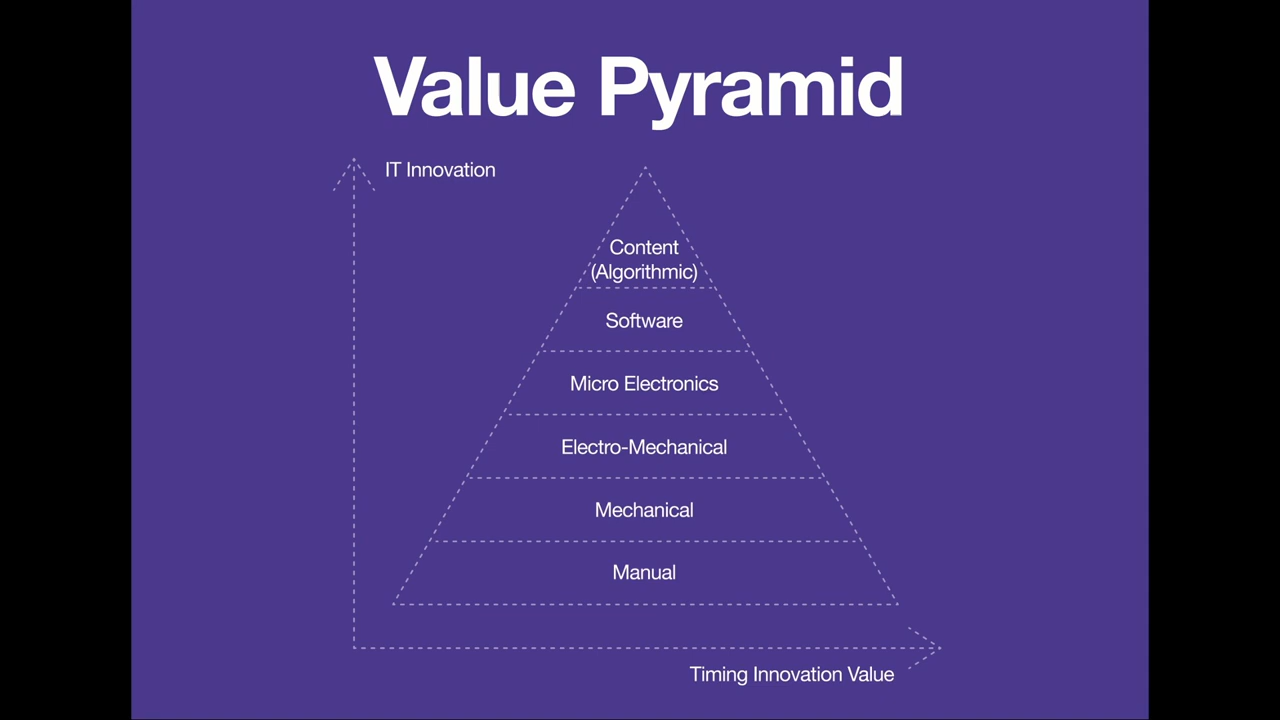 Value Pyramid
IT Innovation
Content
(Algorithmic)
Software
Micro Electronics
Electro-Mechanical
Mechanical
Manual
Timing Innovation Value